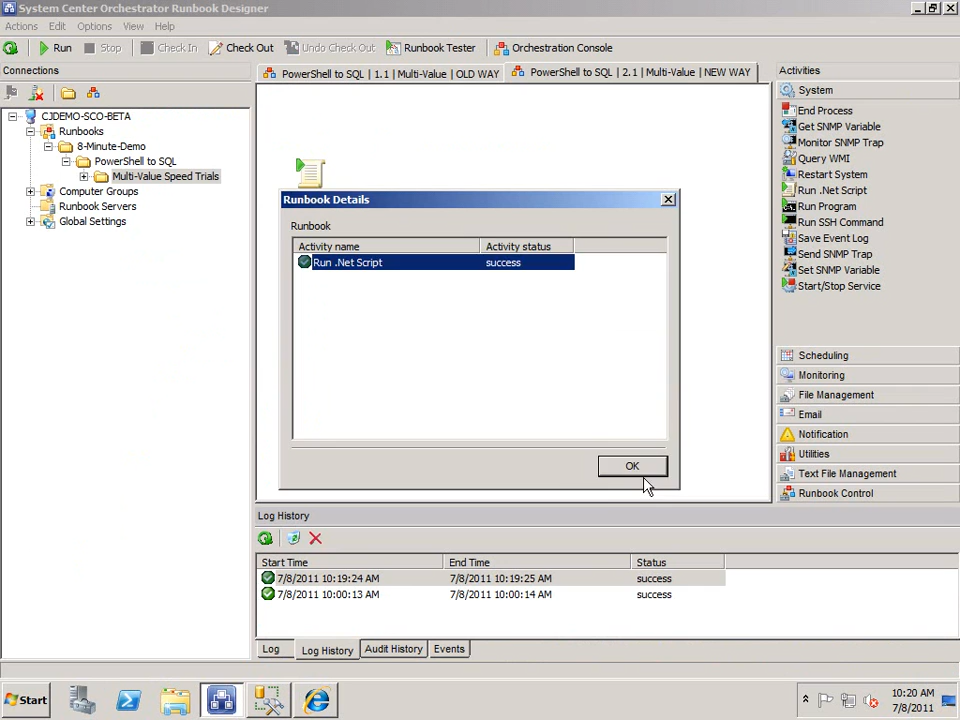 System Center Orchestrator Runbook Designer
Actions Edit Options View Help
Run Stop Check In Check Out Undo Check Out Runbook Tester Orchestration Console
Connections
CJDEMO-SCO-BETA
Runbooks
8-Minute-Demo
PowerShell to SQL
Multi-Value Speed Trials
Computer Groups
Runbook Servers
Global Settings
PowerShell to SQL | 1.1 | Multi-Value | OLD WAY
PowerShell to SQL | 2.1 | Multi-Value | NEW WAY
Runbook Details
Runbook
Activity name Activity status
Run .Net Script success
OK
Log History
Start Time End Time Status
7/8/2011 10:19:24 AM 7/8/2011 10:19:25 AM success
7/8/2011 10:00:13 AM 7/8/2011 10:00:14 AM success
Log Log History Audit History Events
Activities
System
End Process
Get SNMP Variable
Monitor SNMP Trap
Query WMI
Restart System
Run .Net Script
Run Program
Run SSH Command
Save Event Log
Send SNMP Trap
Set SNMP Variable
Start/Stop Service
Scheduling
Monitoring
File Management
Email
Notification
Utilities
Text File Management
Runbook Control
Start
10:20 AM
7/8/2011